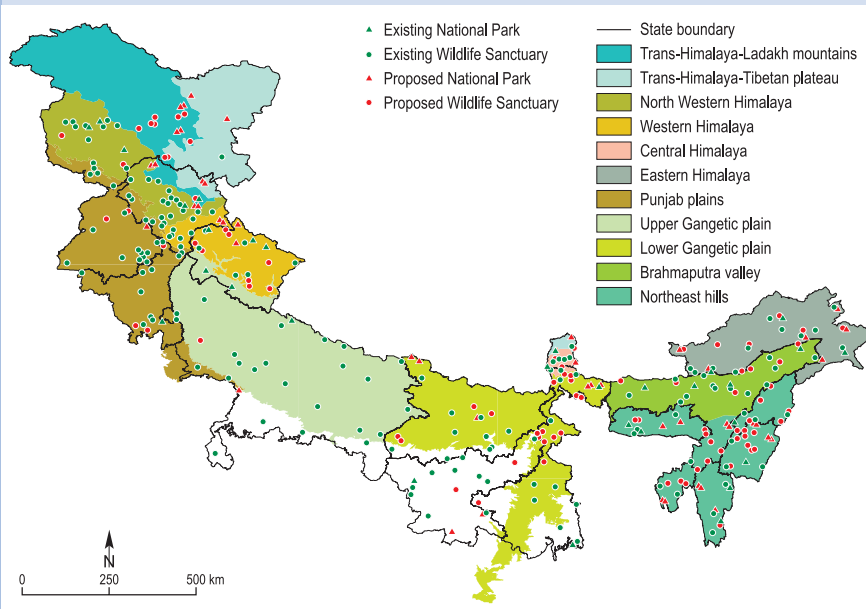 Existing National Park
Existing Wildlife Sanctuary
Proposed National Park
Proposed Wildlife Sanctuary
State boundary
Trans-Himalaya-Ladakh mountains
Trans-Himalaya-Tibetan plateau
North Western Himalaya
Western Himalaya
Central Himalaya
Eastern Himalaya
Punjab plains
Upper Gangetic plain
Lower Gangetic plain
Brahmaputra valley
Northeast hills
N
0 250 500 km